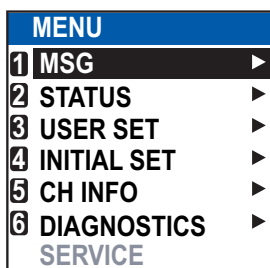 MENU
1 MSG ▶
2 STATUS ▶
3 USER SET ▶
4 INITIAL SET ▶
5 CH INFO ▶
6 DIAGNOSTICS ▶
SERVICE